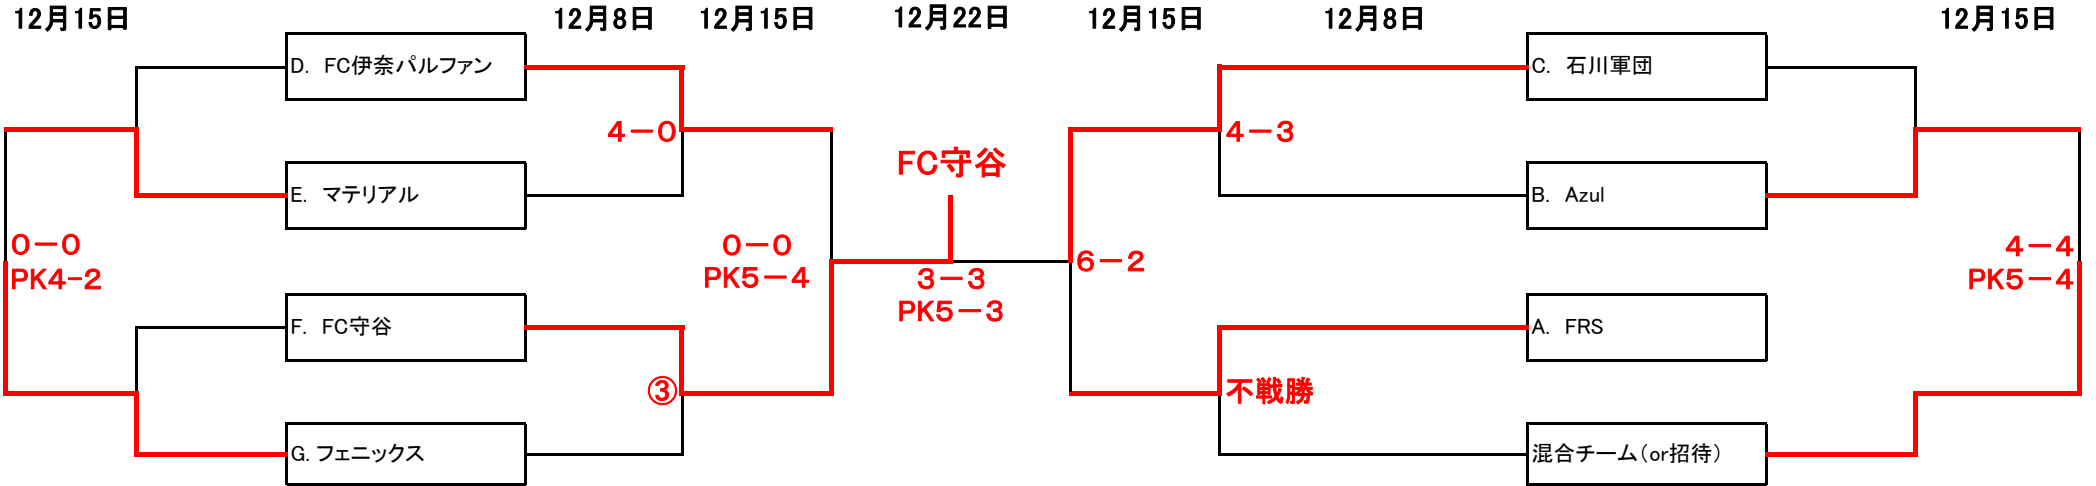 12月15日
12月8日
12月15日
12月22日
12月15日
12月8日
12月15日
D. FC伊奈パルファン
C. 石川軍団
4－0
4－3
FC守谷
E. マテリアル
B. Azul
0－0
PK4-2
0－0
PK5－4
3－3
PK5－3
6－2
4－4
PK5－4
F. FC守谷
A. FRS
③
不戦勝
G. フェニックス
混合チーム（or招待）